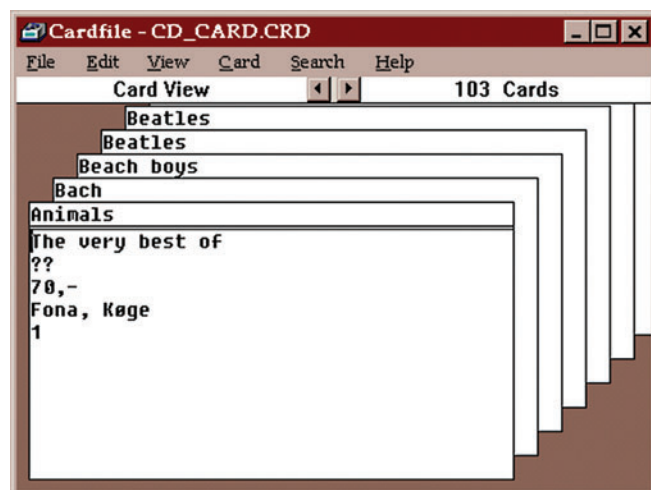 Cardfile - CD_CARD.CRD
File Edit View Card Search Help
Card View 103 Cards
Beatles
Beatles
Beach boys
Bach
Animals
The very best of
??
70,-
Fona, Køge
1